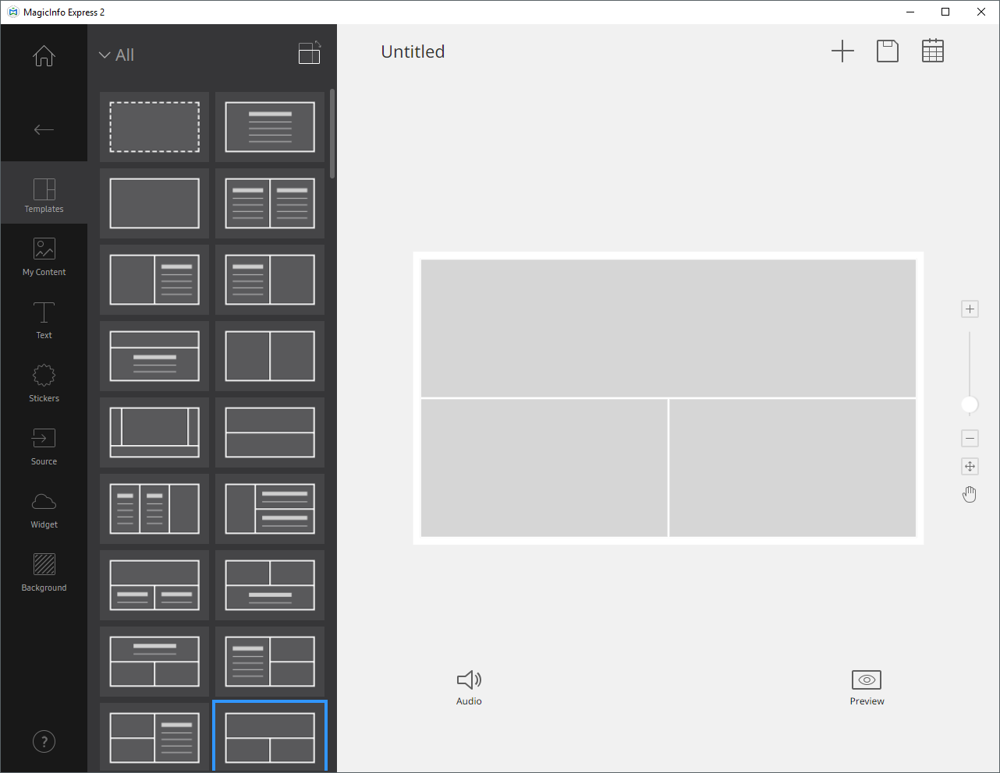 MagicInfo Express 2
All
Untitled
Templates
My Content
Text
Stickers
Source
Widget
Background
Audio
Preview
?